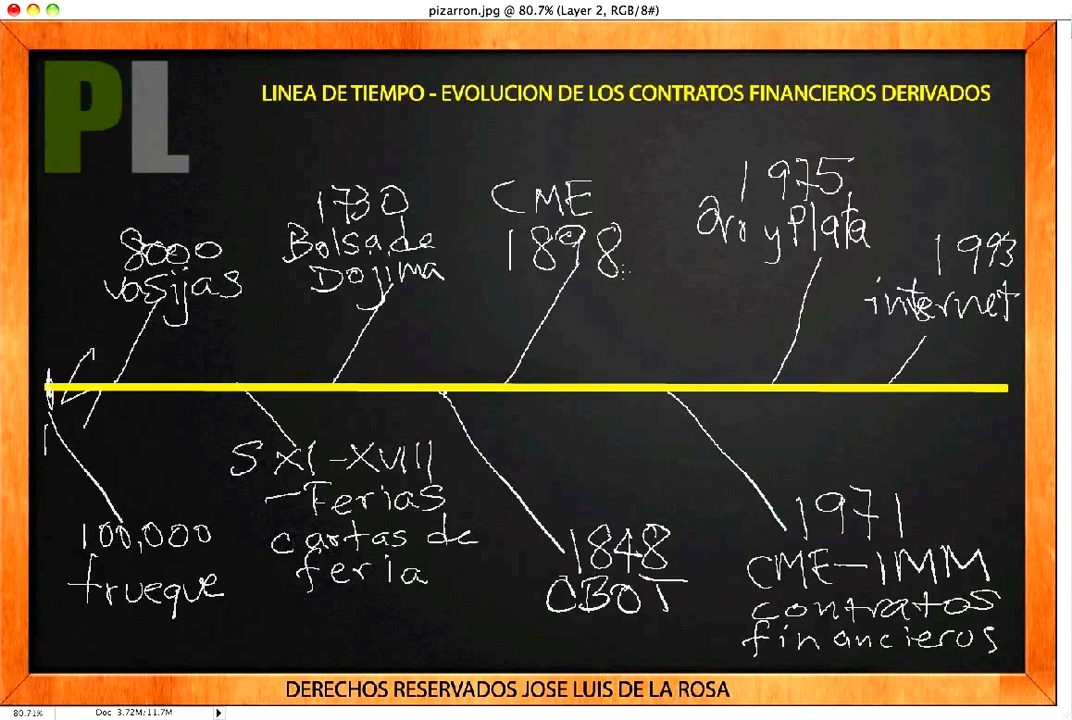 pizarron.jpg @ 80.7% (Layer 2, RGB/8#)
PL
LINEA DE TIEMPO - EVOLUCION DE LOS CONTRATOS FINANCIEROS DERIVADOS
8000
vasijas
1730
Bolsa de
Dojima
CME
1898
1975
Oro y Plata
1993
internet
100,000
trueque
S XI-XVIII
-Ferias
cartas de
feria
1848
CBOT
1971
CME-IMM
contratos
financieros
DERECHOS RESERVADOS JOSE LUIS DE LA ROSA
80.71%
Doc 3.72M/11.7M